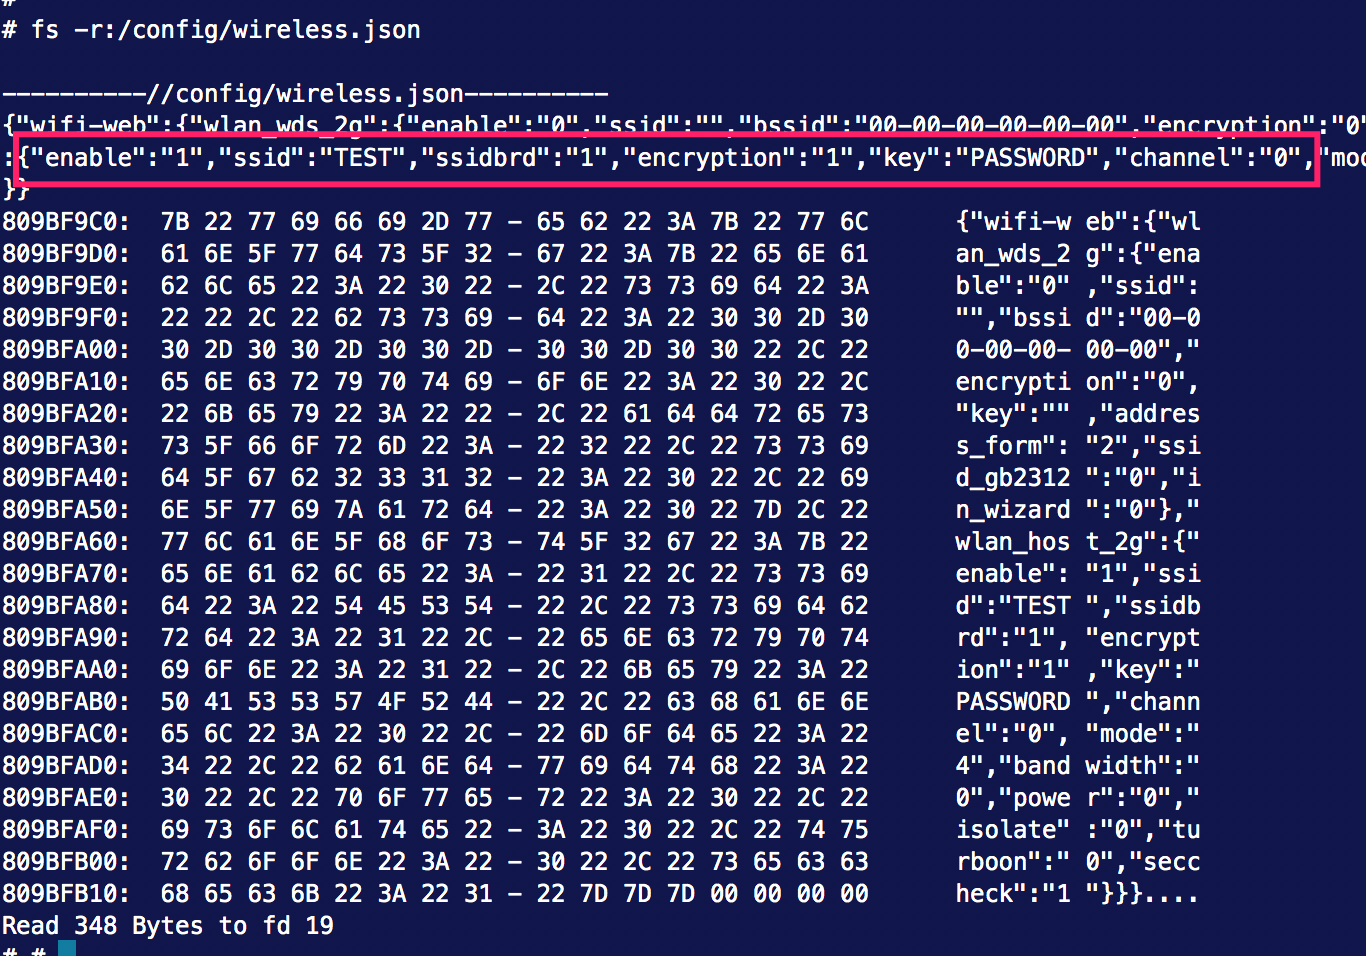 #
# fs -r:/config/wireless.json
----------//config/wireless.json----------
{"wifi-web":{"wlan_wds_2g":{"enable":"0","ssid":"","bssid":"00-00-00-00-00-00","encryption":"0"
:{"enable":"1","ssid":"TEST","ssidbrd":"1","encryption":"1","key":"PASSWORD","channel":"0","mod
}}
809BF9C0:  7B 22 77 69 66 69 2D 77 - 65 62 22 3A 7B 22 77 6C      {"wifi-w eb":{"wl
809BF9D0:  61 6E 5F 77 64 73 5F 32 - 67 22 3A 7B 22 65 6E 61      an_wds_2 g":{"ena
809BF9E0:  62 6C 65 22 3A 22 30 22 - 2C 22 73 73 69 64 22 3A      ble":"0" ,"ssid":
809BF9F0:  22 22 2C 22 62 73 73 69 - 64 22 3A 22 30 30 2D 30      "","bssi d":"00-0
809BFA00:  30 2D 30 30 2D 30 30 2D - 30 30 2D 30 30 22 2C 22      0-00-00- 00-00","
809BFA10:  65 6E 63 72 79 70 74 69 - 6F 6E 22 3A 22 30 22 2C      encrypti on":"0",
809BFA20:  22 6B 65 79 22 3A 22 22 - 2C 22 61 64 64 72 65 73      "key":"" ,"addres
809BFA30:  73 5F 66 6F 72 6D 22 3A - 22 32 22 2C 22 73 73 69      s_form": "2","ssi
809BFA40:  64 5F 67 62 32 33 31 32 - 22 3A 22 30 22 2C 22 69      d_gb2312 ":"0","i
809BFA50:  6E 5F 77 69 7A 61 72 64 - 22 3A 22 30 22 7D 2C 22      n_wizard ":"0"},"
809BFA60:  77 6C 61 6E 5F 68 6F 73 - 74 5F 32 67 22 3A 7B 22      wlan_hos t_2g":{"
809BFA70:  65 6E 61 62 6C 65 22 3A - 22 31 22 2C 22 73 73 69      enable": "1","ssi
809BFA80:  64 22 3A 22 54 45 53 54 - 22 2C 22 73 73 69 64 62      d":"TEST ","ssidb
809BFA90:  72 64 22 3A 22 31 22 2C - 22 65 6E 63 72 79 70 74      rd":"1", "encrypt
809BFAA0:  69 6F 6E 22 3A 22 31 22 - 2C 22 6B 65 79 22 3A 22      ion":"1" ,"key":"
809BFAB0:  50 41 53 53 57 4F 52 44 - 22 2C 22 63 68 61 6E 6E      PASSWORD ","chann
809BFAC0:  65 6C 22 3A 22 30 22 2C - 22 6D 6F 64 65 22 3A 22      el":"0", "mode":"
809BFAD0:  34 22 2C 22 62 61 6E 64 - 77 69 64 74 68 22 3A 22      4","band width":"
809BFAE0:  30 22 2C 22 70 6F 77 65 - 72 22 3A 22 30 22 2C 22      0","powe r":"0","
809BFAF0:  69 73 6F 6C 61 74 65 22 - 3A 22 30 22 2C 22 74 75      isolate" :"0","tu
809BFB00:  72 62 6F 6F 6E 22 3A 22 - 30 22 2C 22 73 65 63 63      rboon":" 0","secc
809BFB10:  68 65 63 6B 22 3A 22 31 - 22 7D 7D 7D 00 00 00 00      heck":"1 "}}}....
Read 348 Bytes to fd 19
# #